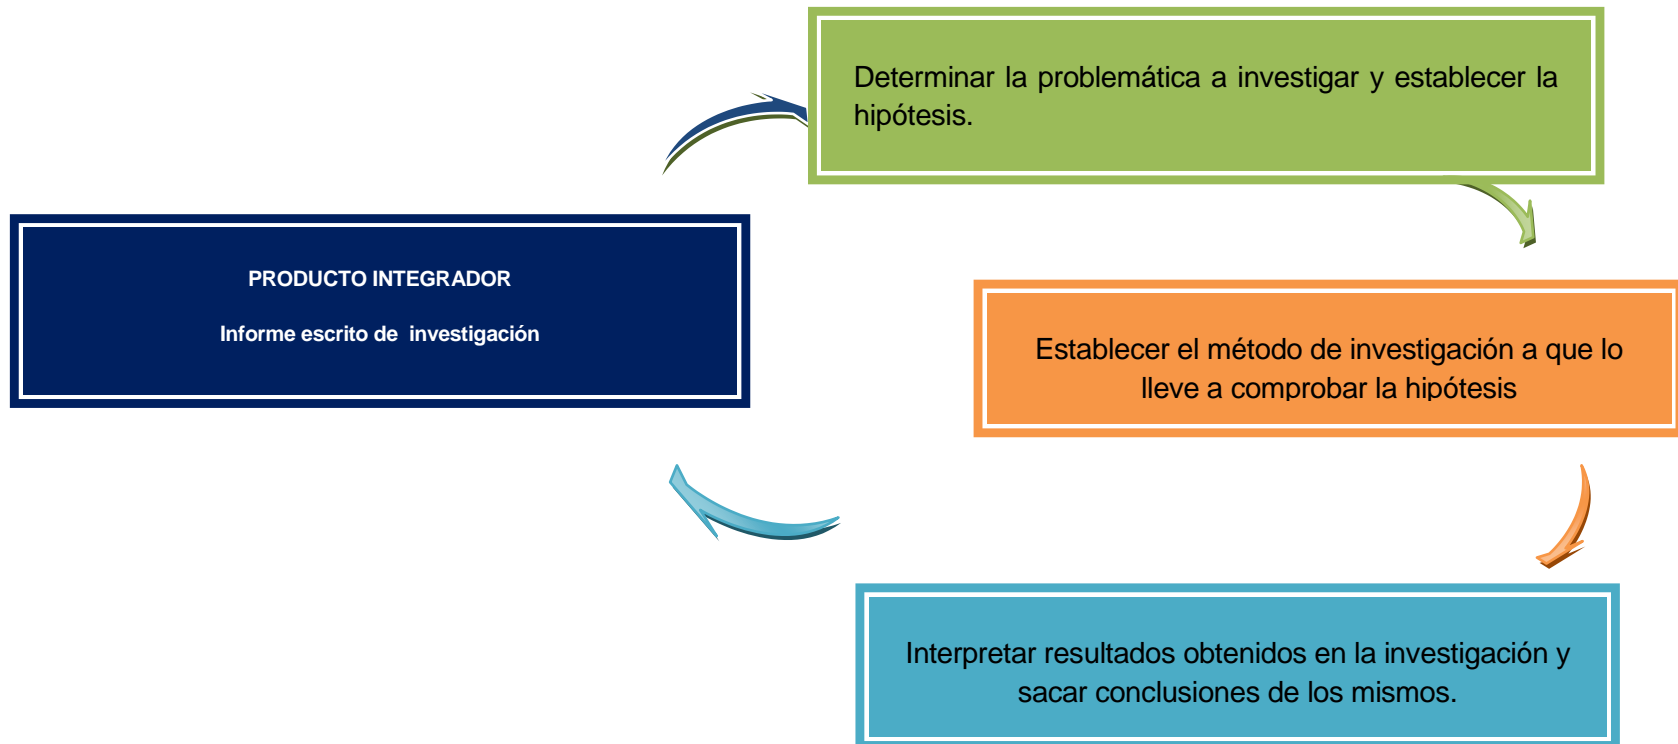 Determinar la problemática a investigar y establecer la
hipótesis.
PRODUCTO INTEGRADOR
Informe escrito de investigación
Establecer el método de investigación a que lo
lleve a comprobar la hipótesis
Interpretar resultados obtenidos en la investigación y
sacar conclusiones de los mismos.